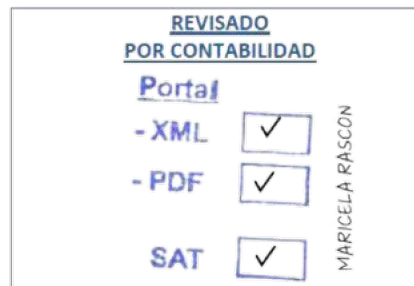 REVISADO
POR CONTABILIDAD
Portal
- XML ✓
- PDF ✓
SAT ✓
MARICELA RASCON